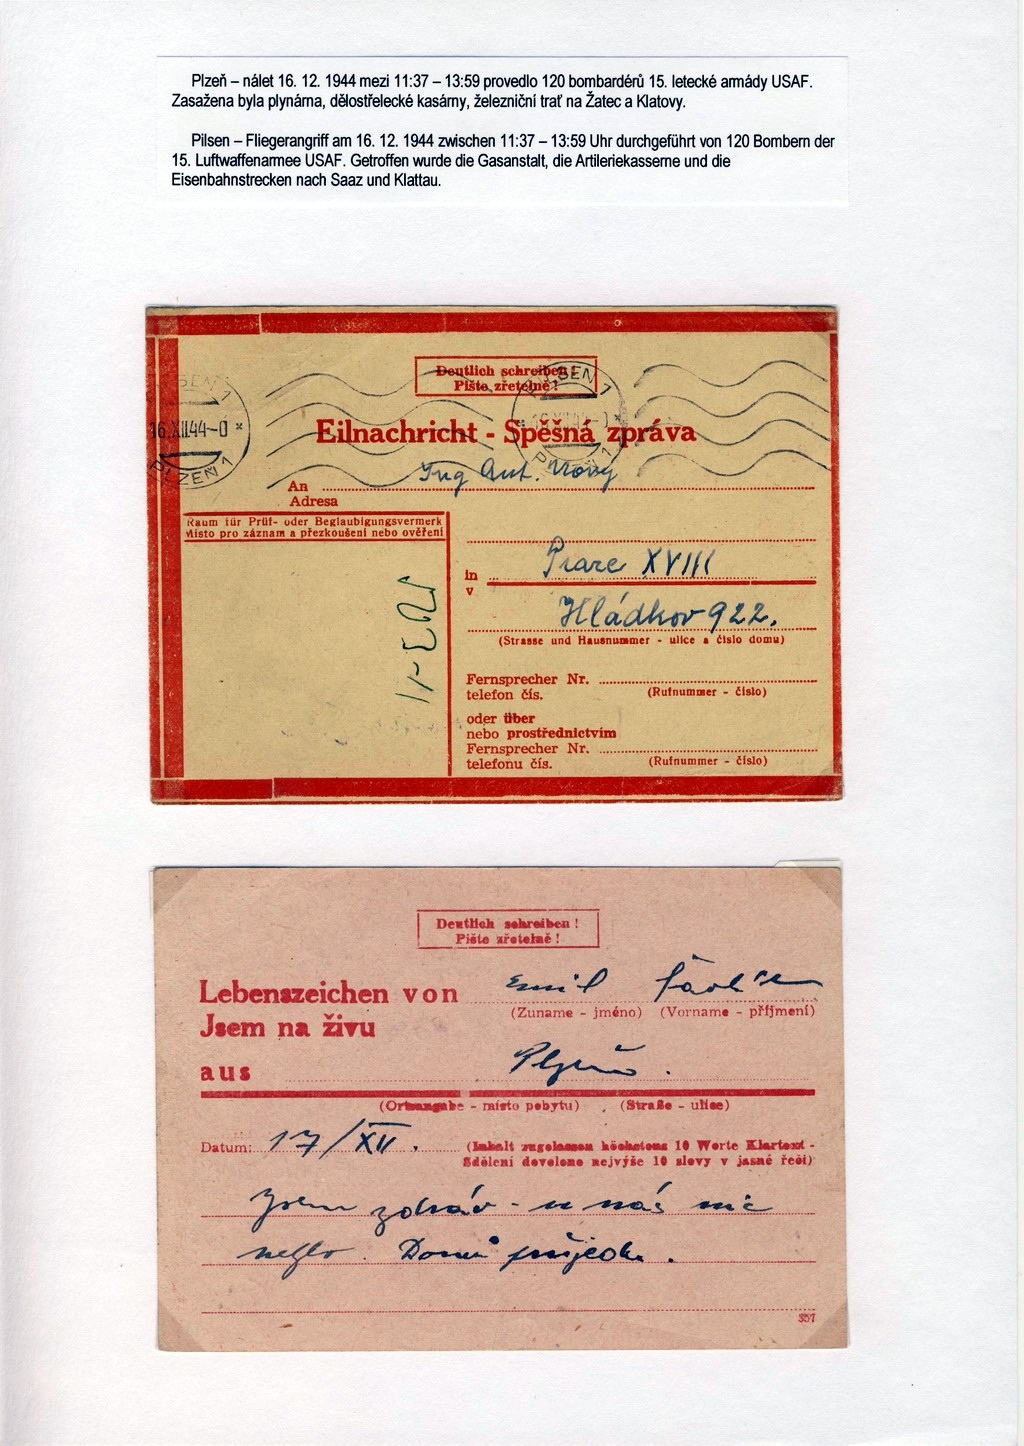 Plzeň – nálet 16. 12. 1944 mezi 11:37 – 13:59 provedlo 120 bombardérů 15. letecké armády USAF.
Zasažena byla plynárna, dělostřelecké kasárny, železniční trať na Žatec a Klatovy.
Pilsen – Fliegerangriff am 16. 12. 1944 zwischen 11:37 – 13:59 Uhr durchgeführt von 120 Bombern der
15. Luftwaffenarmee USAF. Getroffen wurde die Gasanstalt, die Artileriekasserne und die
Eisenbahnstrecken nach Saaz und Klattau.
Deutlich schreiben!
Pište zřetelně!
PILSEN 1
16.XII.44-0 *
PLZEŇ 1
Eilnachricht - Spěšná zpráva
An Ing Ant. Nový
Adresa
Raum für Prüf- oder Beglaubigungsvermerk
Místo pro záznam a přezkoušení nebo ověření
in
v
XVIII
Hládkov 922.
(Strasse und Hausnummer - ulice a číslo domu)
Fernsprecher Nr.
telefon čís.
(Rufnummer - číslo)
oder über
nebo prostřednictvím
Fernsprecher Nr.
telefonu čís.
(Rufnummer - číslo)
Deutlich schreiben!
Pište zřetelně!
Lebenszeichen von Emil
Jsem na živu
(Zuname - jméno) (Vorname - příjmení)
aus Plzeň.
(Ortsangabe - místo pobytu) (Straße - ulice)
Datum: 17/XII.
(Inhalt zugelassen höchstens 10 Worte Klartext -
Sdělení dovoleno nejvýše 10 slovy v jasné řeči)
Jsem zdráv - u nás nic
nebylo. Domů přijedu.
357